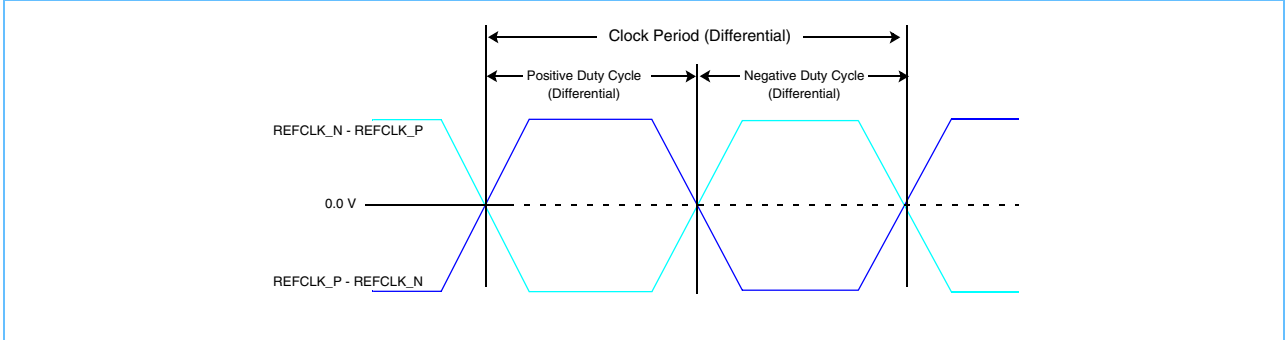 Clock Period (Differential)
Positive Duty Cycle
(Differential)
Negative Duty Cycle
(Differential)
REFCLK_N - REFCLK_P
0.0 V
REFCLK_P - REFCLK_N